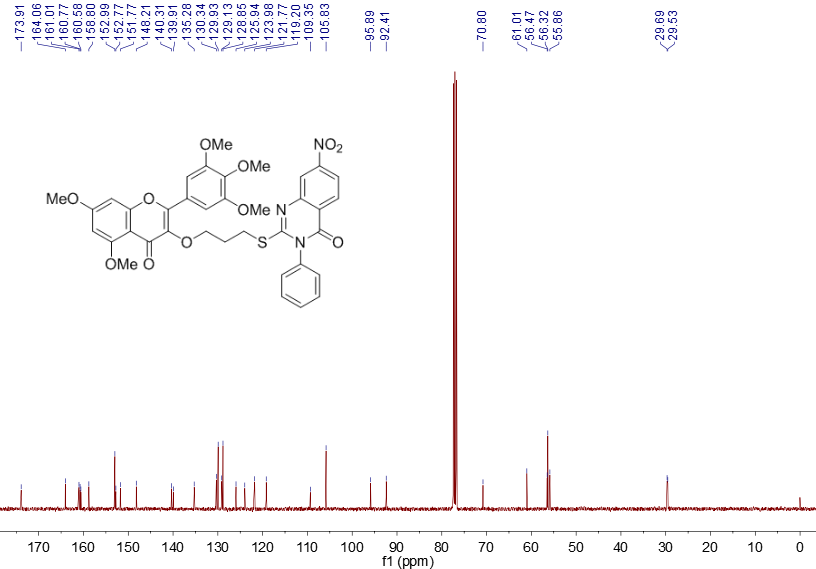 173.91
164.06
161.01
160.77
160.58
158.80
152.99
152.77
151.77
148.21
140.31
139.91
135.28
130.34
129.93
129.13
128.85
125.94
123.98
121.77
119.20
109.35
105.83
95.89
92.41
70.80
61.01
56.47
56.32
55.86
29.69
29.53
OMe
NO2
OMe
MeO
O
OMe
N
O
S
N
O
OMe
O
170 160 150 140 130 120 110 100 90 80 70 60 50 40 30 20 10 0
f1 (ppm)